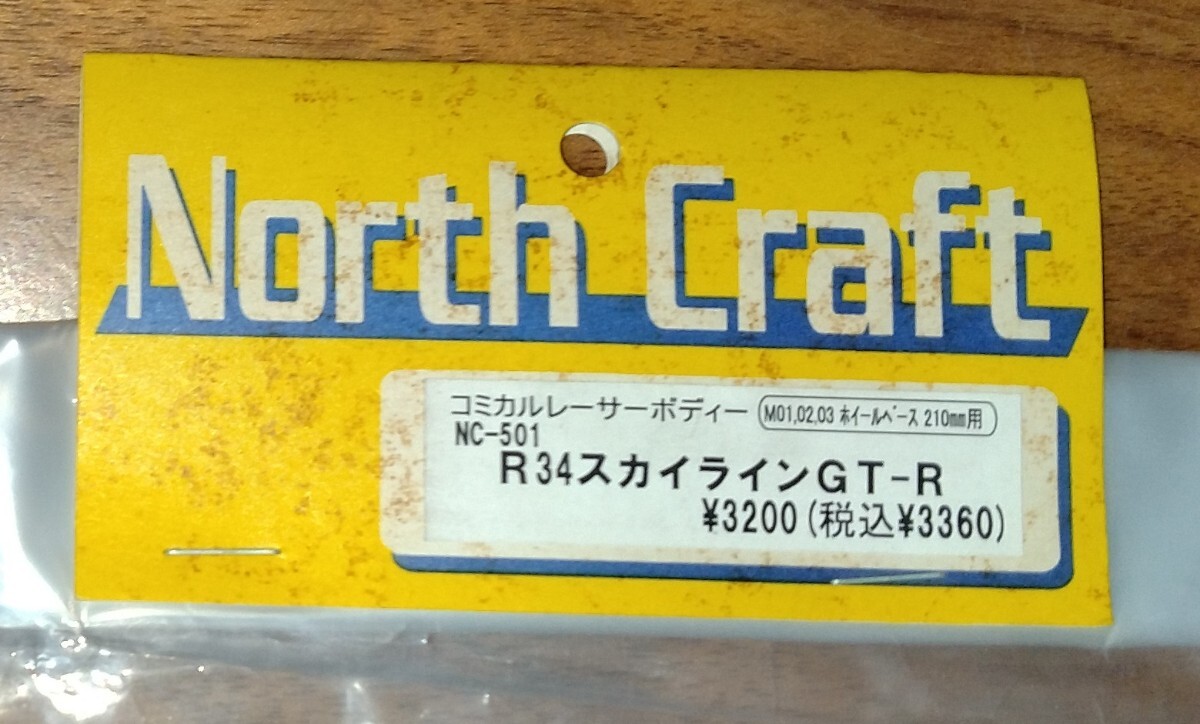 North Craft
コミカルレーサーボディー M01,02,03 ホイールベース 210mm用
NC-501
R34スカイラインGT-R
¥3200(税込¥3360)